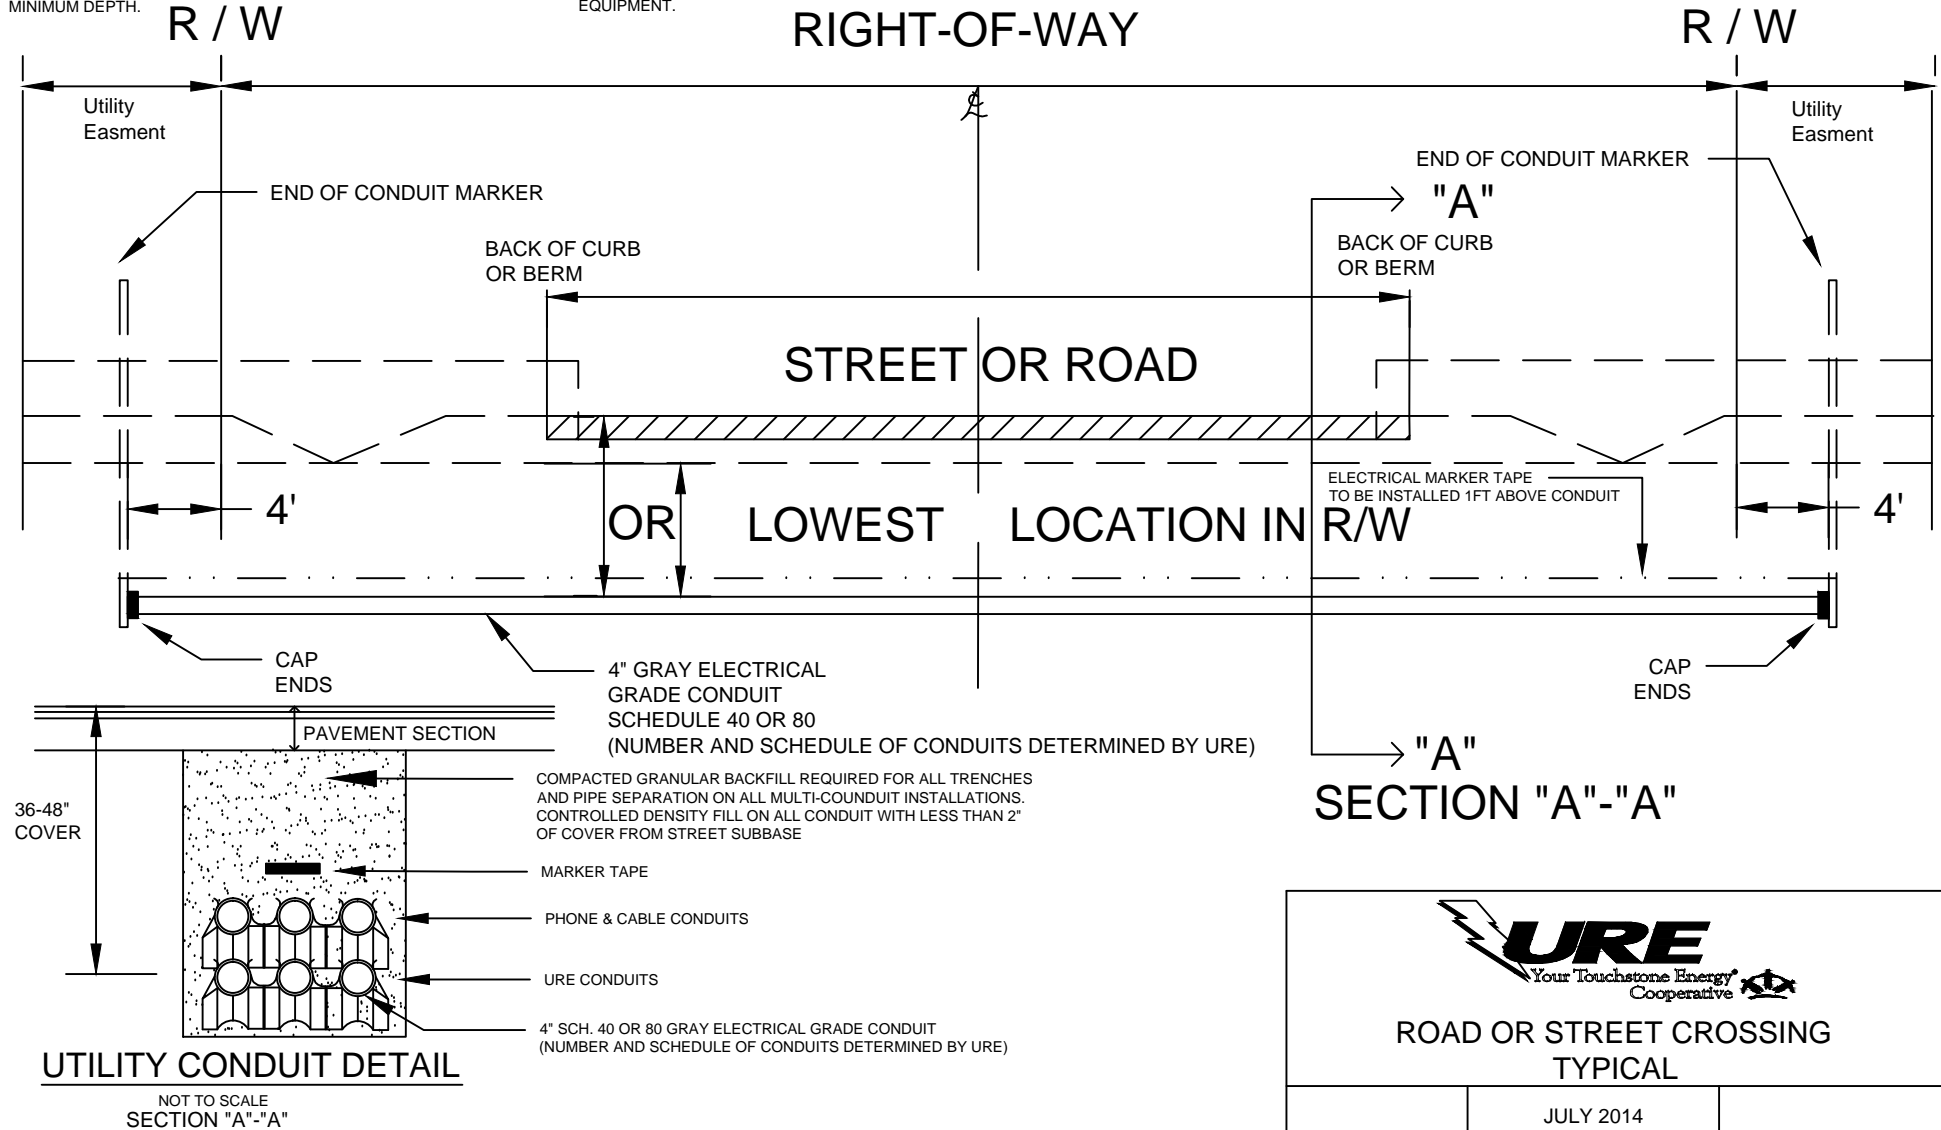 MINIMUM DEPTH.
EQUIPMENT.
R / W
RIGHT-OF-WAY
R / W
Utility
Easment
Utility
Easment
END OF CONDUIT MARKER
END OF CONDUIT MARKER
"A"
BACK OF CURB
OR BERM
BACK OF CURB
OR BERM
STREET OR ROAD
ELECTRICAL MARKER TAPE
TO BE INSTALLED 1FT ABOVE CONDUIT
4'
OR
LOWEST LOCATION IN R/W
4'
CAP
ENDS
4" GRAY ELECTRICAL
GRADE CONDUIT
SCHEDULE 40 OR 80
(NUMBER AND SCHEDULE OF CONDUITS DETERMINED BY URE)
CAP
ENDS
"A"
SECTION "A"-"A"
PAVEMENT SECTION
36-48"
COVER
COMPACTED GRANULAR BACKFILL REQUIRED FOR ALL TRENCHES
AND PIPE SEPARATION ON ALL MULTI-COUNDUIT INSTALLATIONS.
CONTROLLED DENSITY FILL ON ALL CONDUIT WITH LESS THAN 2"
OF COVER FROM STREET SUBBASE
MARKER TAPE
PHONE & CABLE CONDUITS
URE CONDUITS
4" SCH. 40 OR 80 GRAY ELECTRICAL GRADE CONDUIT
(NUMBER AND SCHEDULE OF CONDUITS DETERMINED BY URE)
UTILITY CONDUIT DETAIL
NOT TO SCALE
SECTION "A"-"A"
URE
Your Touchstone Energy®
Cooperative
ROAD OR STREET CROSSING
TYPICAL
JULY 2014